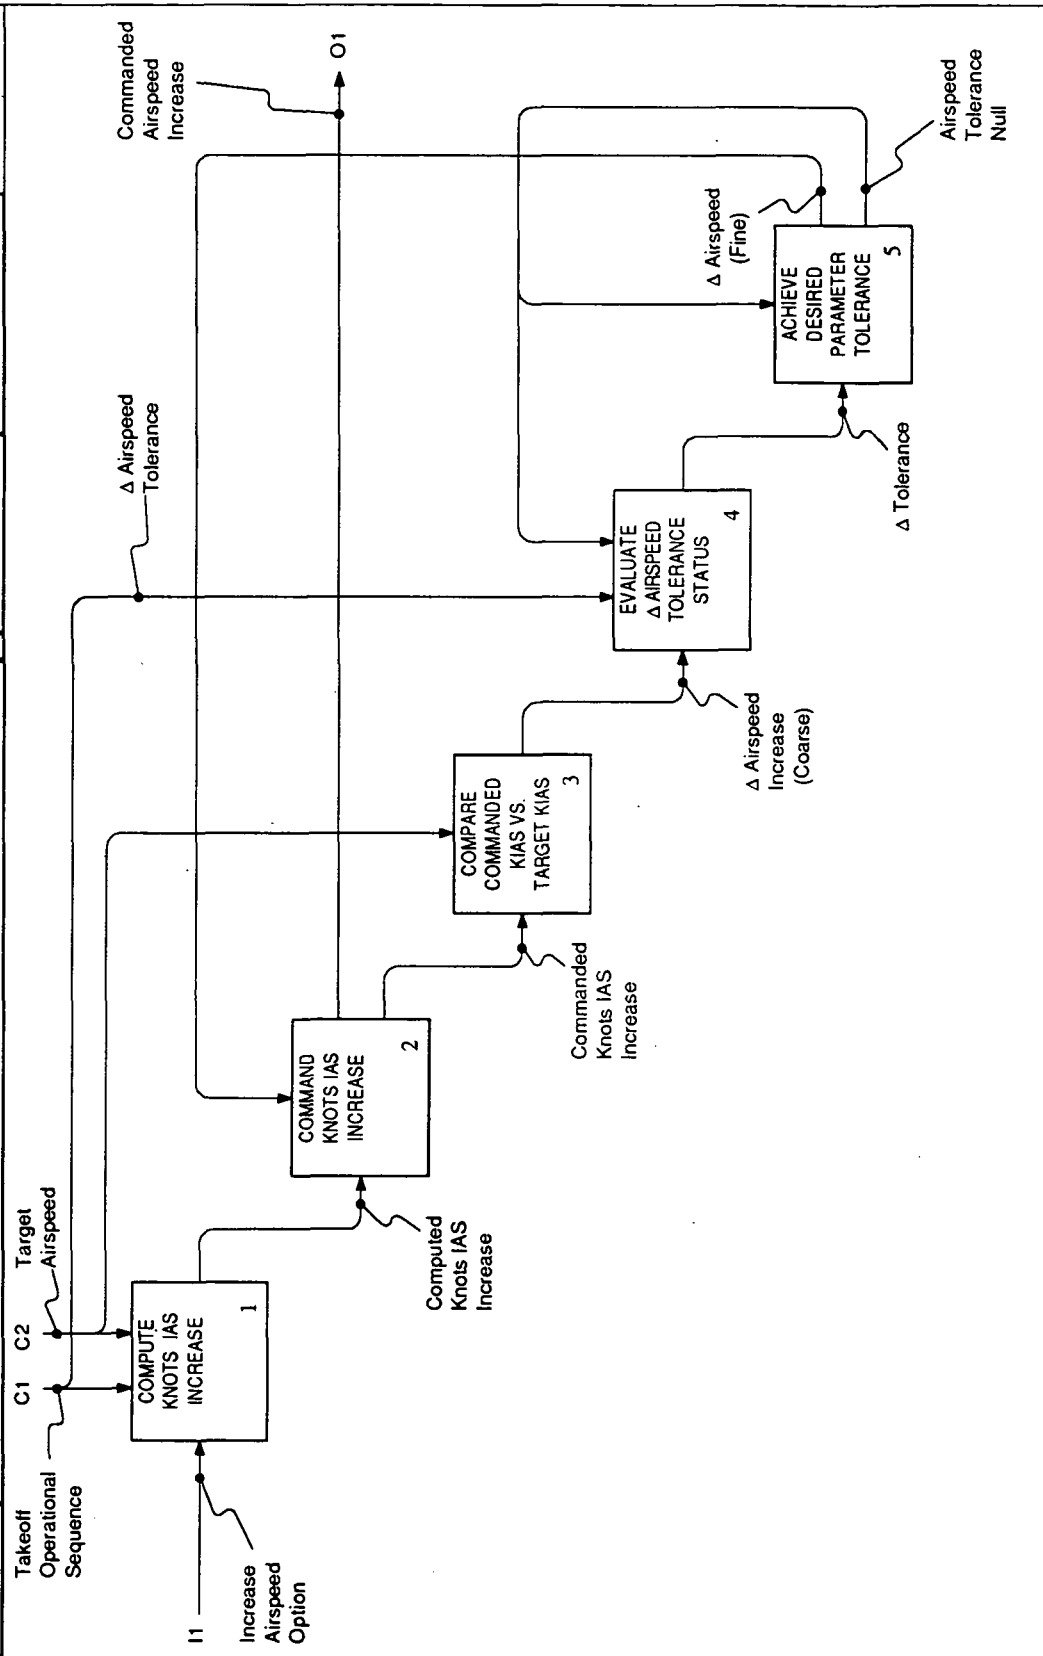 Takeoff
Operational
Sequence
C1
C2
Target
Airspeed
I1
Increase
Airspeed
Option
COMPUTE
KNOTS IAS
INCREASE
1
Computed
Knots IAS
Increase
COMMAND
KNOTS IAS
INCREASE
2
Commanded
Knots IAS
Increase
COMPARE
COMMANDED
KIAS VS.
TARGET KIAS
3
Δ Airspeed
Increase
(Coarse)
Δ Airspeed
Tolerance
EVALUATE
Δ AIRSPEED
TOLERANCE
STATUS
4
Δ Tolerance
ACHIEVE
DESIRED
PARAMETER
TOLERANCE
5
Δ Airspeed
(Fine)
Airspeed
Tolerance
Null
Commanded
Airspeed
Increase
O1